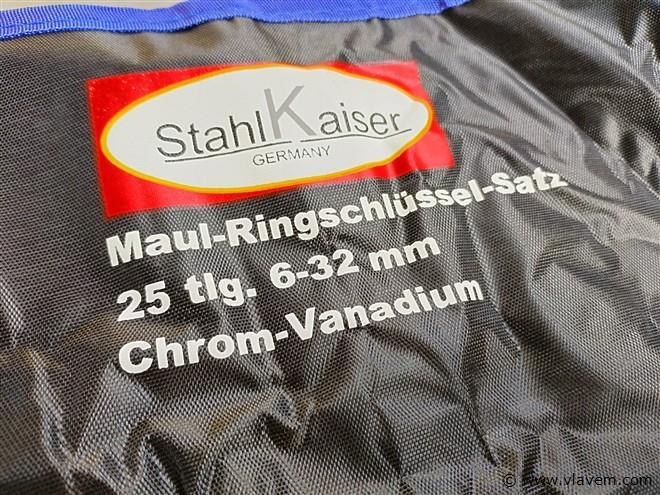 StahlKaiser
GERMANY
Maul-Ringschlüssel-Satz
25 tlg. 6-32 mm
Chrom-Vanadium
© www.vlavem.com